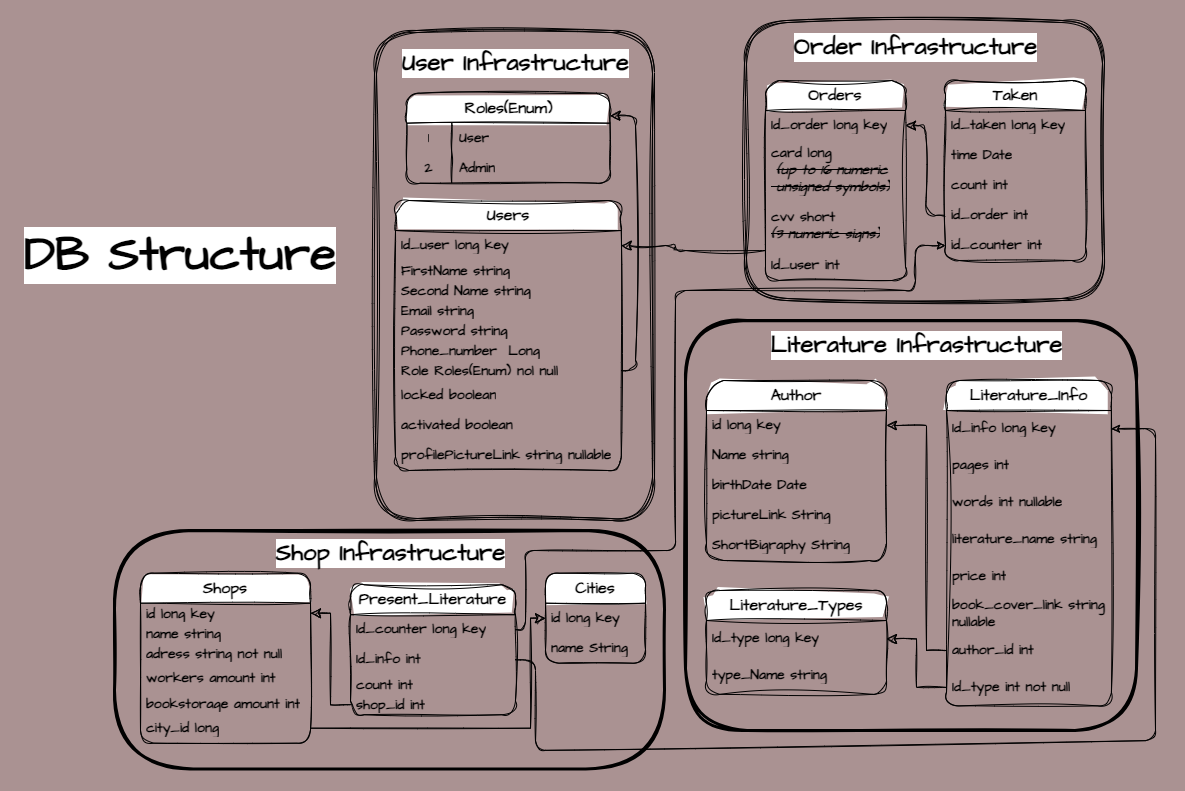 DB Structure
User Infrastructure
Roles(Enum)
1 User
2 Admin
Users
id_user long key
FirstName string
Second Name string
Email string
Password string
Phone_number Long
Role Roles(Enum) not null
locked boolean
activated boolean
profilePictureLink string nullable
Order Infrastructure
Orders
id_order long key
card long
(up to 16 numeric
unsigned symbols)
cvv short
(3 numeric signs)
id_user int
Taken
id_taken long key
time Date
count int
id_order int
id_counter int
Literature Infrastructure
Author
id long key
Name string
birthDate Date
pictureLink String
ShortBigraphy String
Literature_Types
id_type long key
type_Name string
Literature_Info
id_info long key
pages int
words int nullable
literature_name string
price int
book_cover_link string
nullable
author_id int
id_type int not null
Shop Infrastructure
Shops
id long key
name string
adress string not null
workers amount int
bookstorage amount int
city_id long
Present_Literature
id_counter long key
id_info int
count int
shop_id int
Cities
id long key
name String